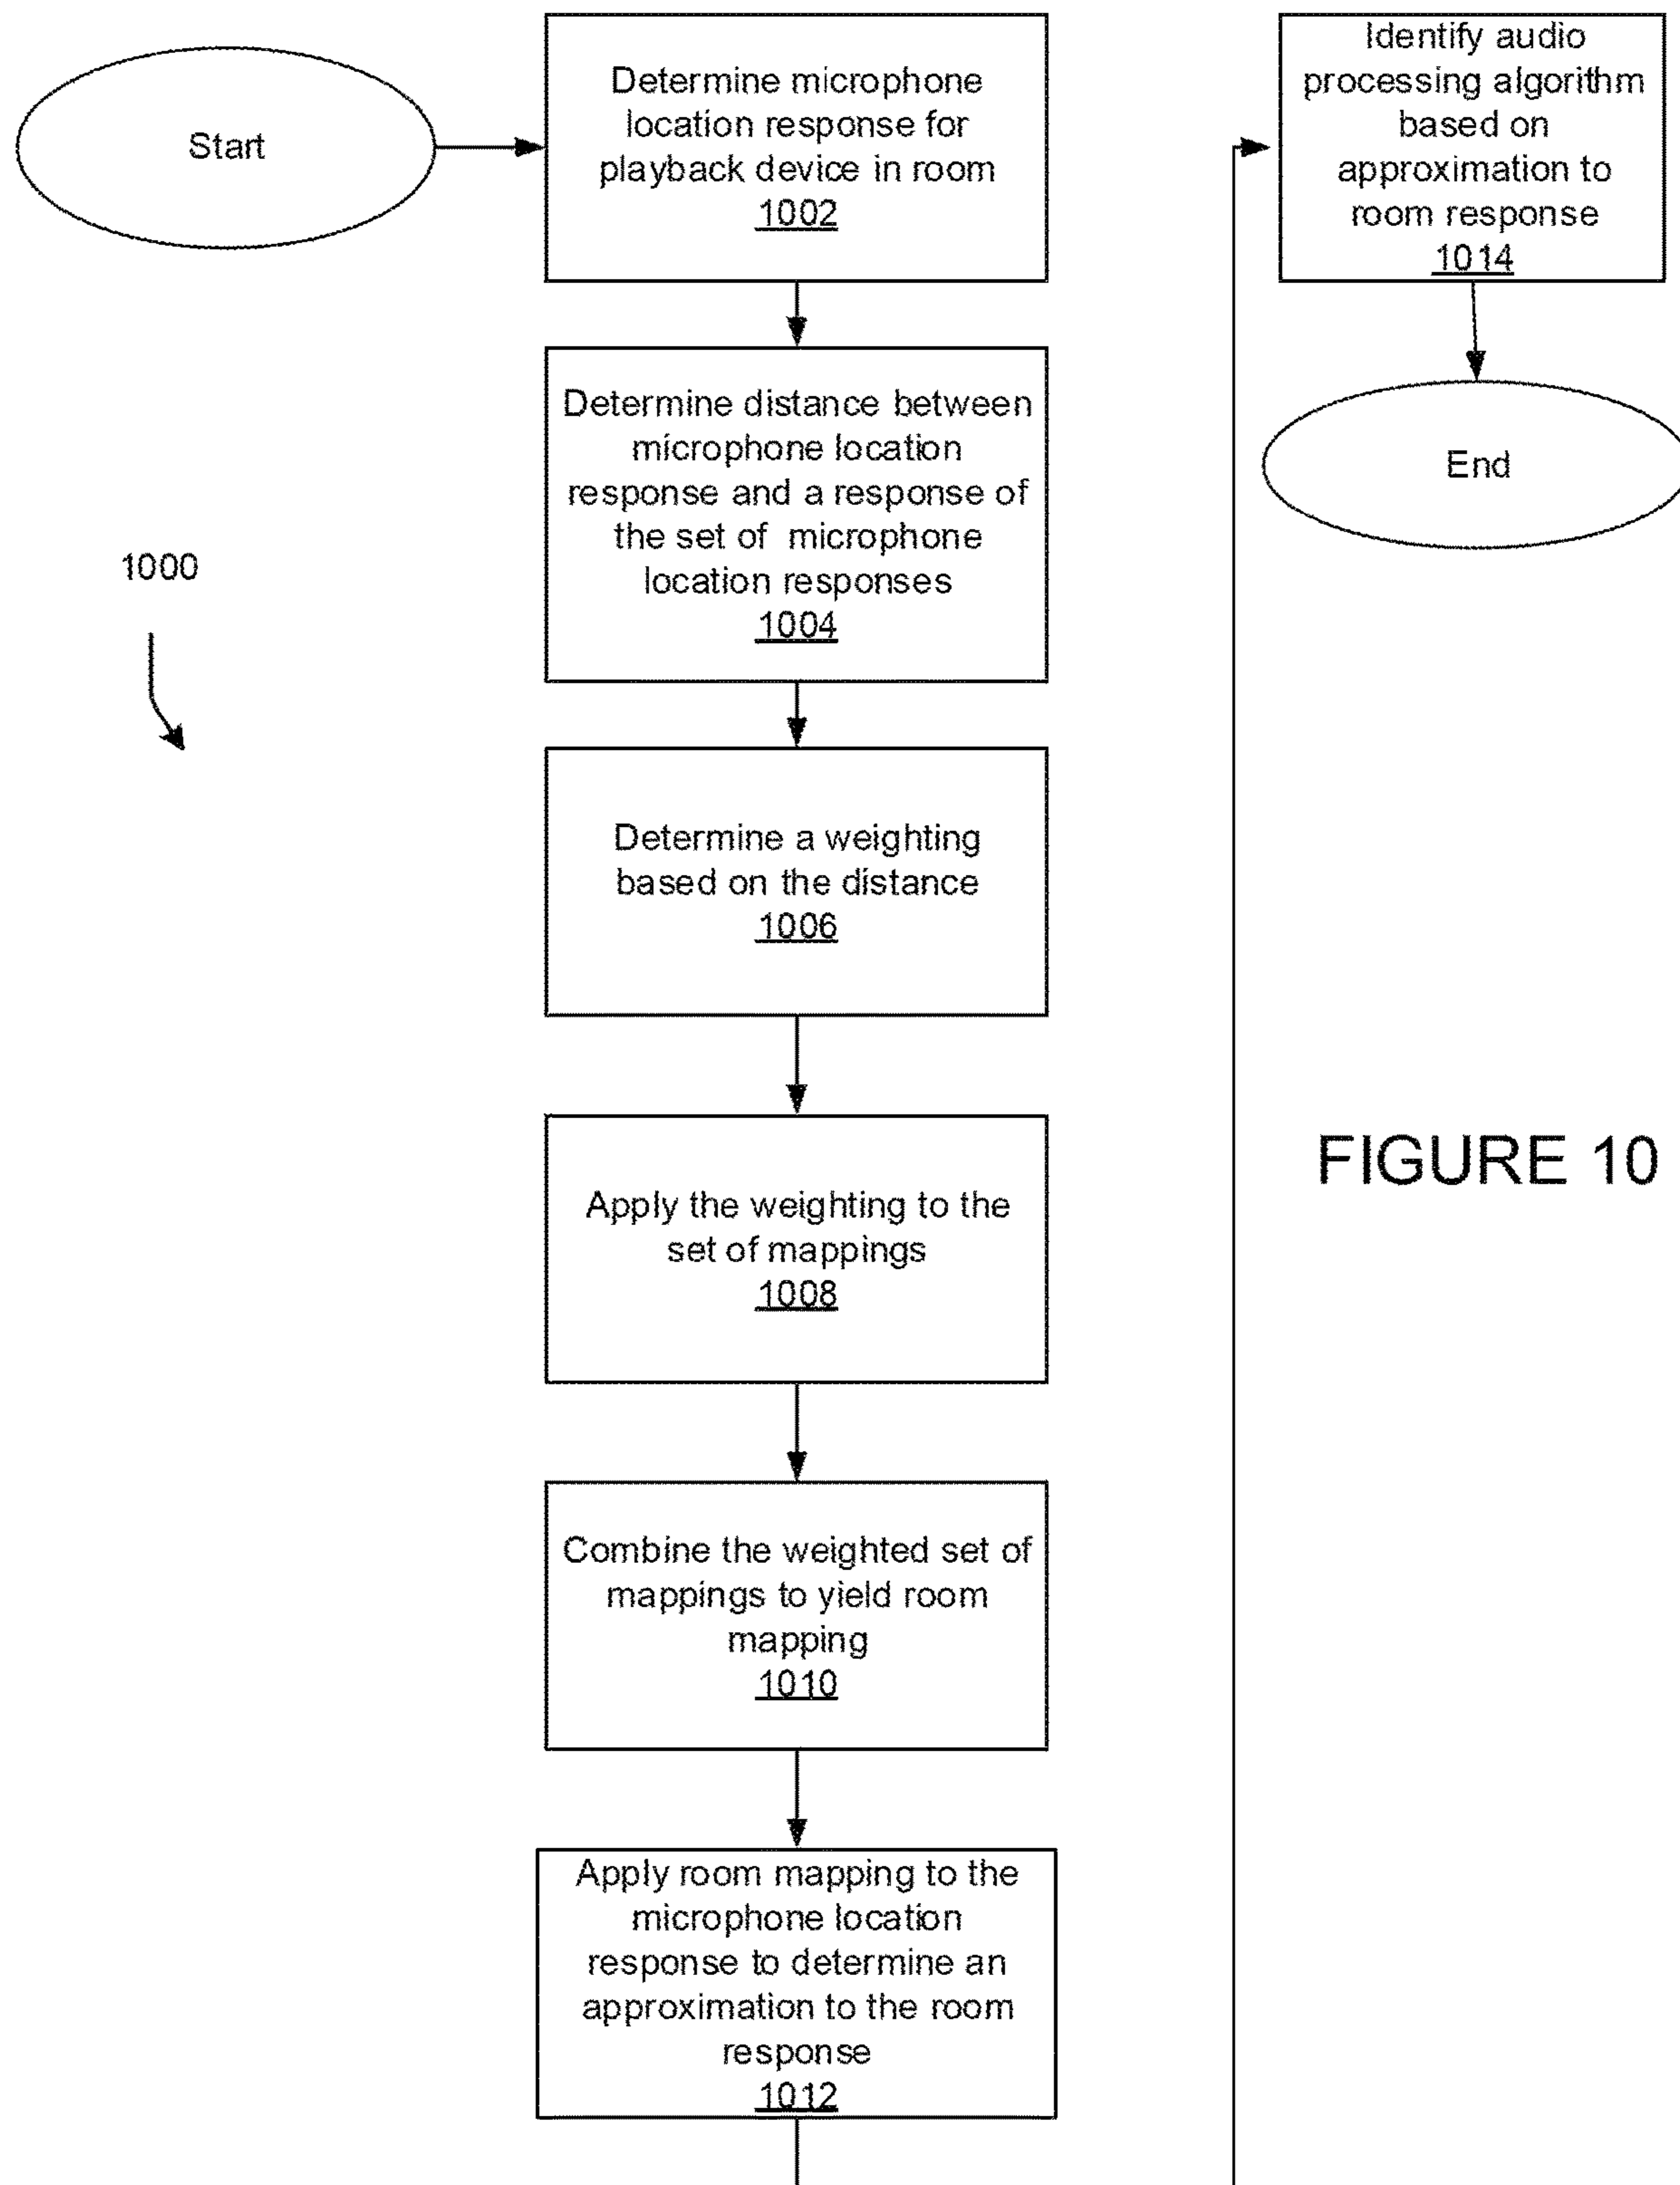 Start
Determine microphone
location response for
playback device in room
1002
Determine distance between
microphone location
response and a response of
the set of microphone
location responses
1004
1000
Determine a weighting
based on the distance
1006
Apply the weighting to the
set of mappings
1008
Combine the weighted set of
mappings to yield room
mapping
1010
Apply room mapping to the
microphone location
response to determine an
approximation to the room
response
1012
Identify audio
processing algorithm
based on
approximation to
room response
1014
End
FIGURE 10